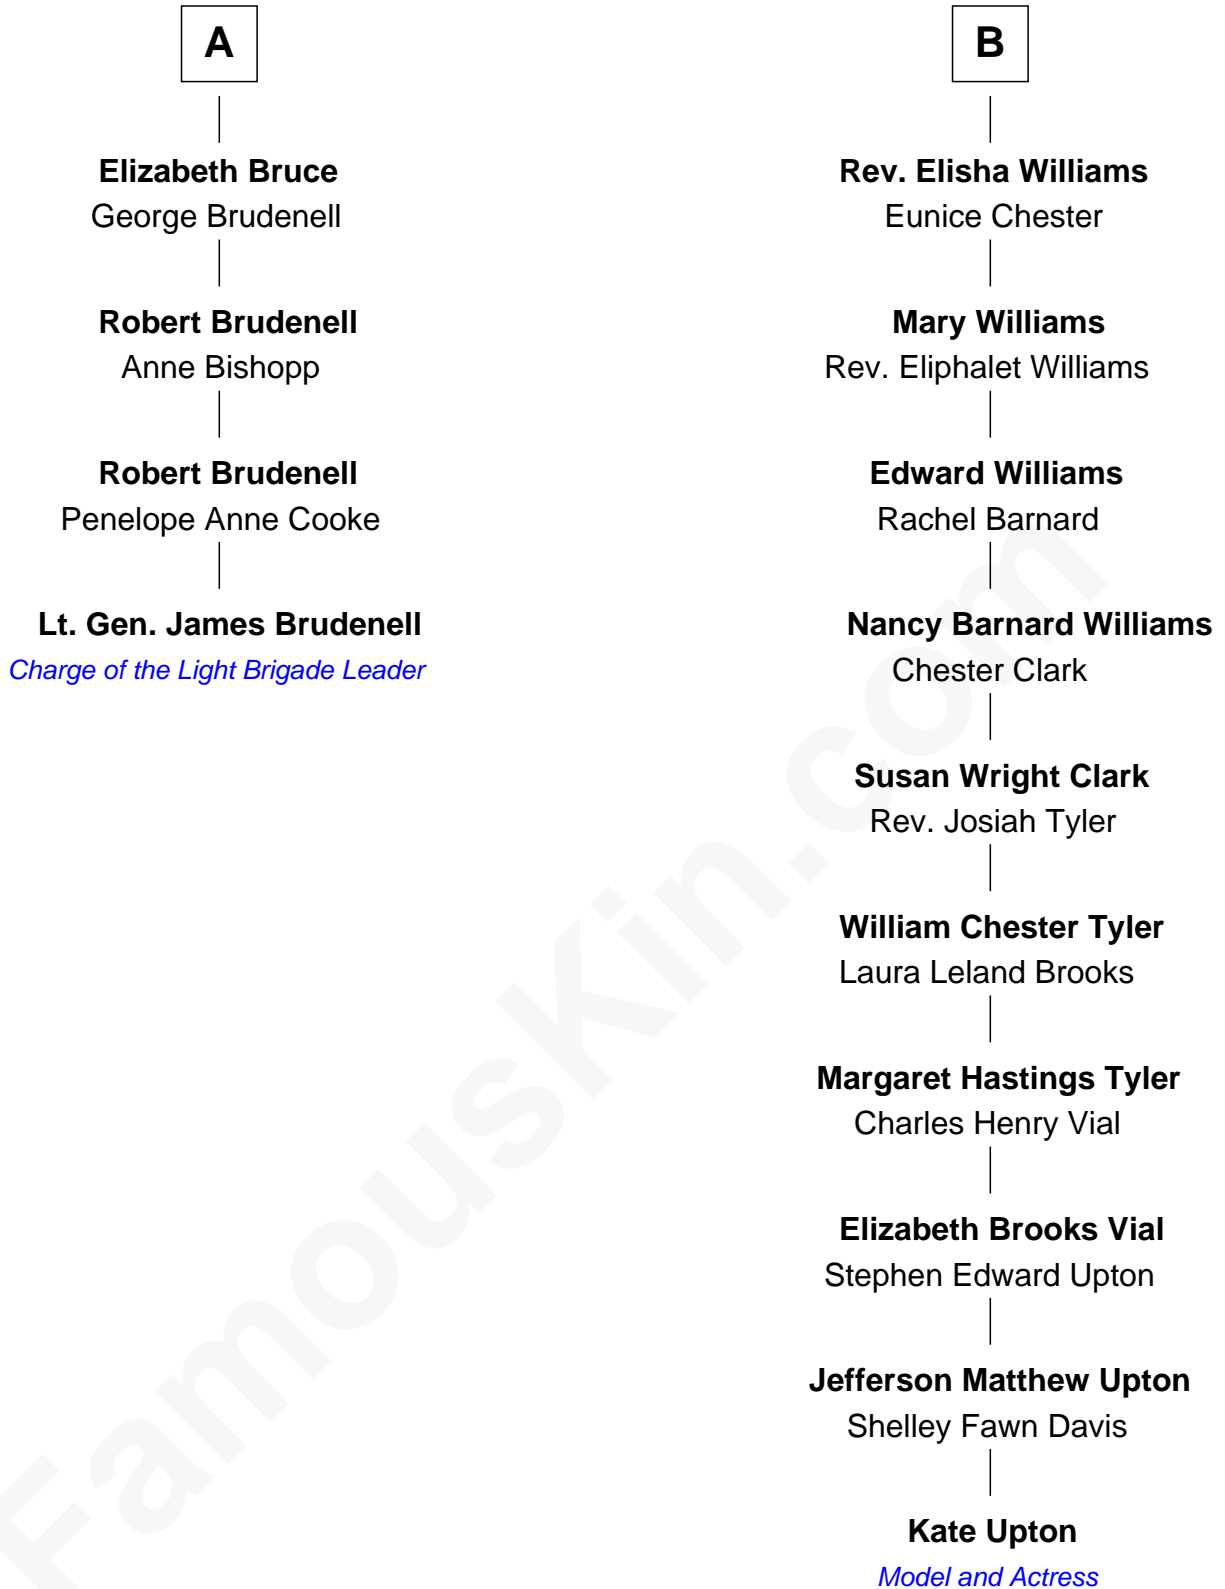 A
Elizabeth Bruce
George Brudenell
Robert Brudenell
Anne Bishopp
Robert Brudenell
Penelope Anne Cooke
Lt. Gen. James Brudenell
Charge of the Light Brigade Leader
B
Rev. Elisha Williams
Eunice Chester
Mary Williams
Rev. Eliphalet Williams
Edward Williams
Rachel Barnard
Nancy Barnard Williams
Chester Clark
Susan Wright Clark
Rev. Josiah Tyler
William Chester Tyler
Laura Leland Brooks
Margaret Hastings Tyler
Charles Henry Vial
Elizabeth Brooks Vial
Stephen Edward Upton
Jefferson Matthew Upton
Shelley Fawn Davis
Kate Upton
Model and Actress
FamousKin.com